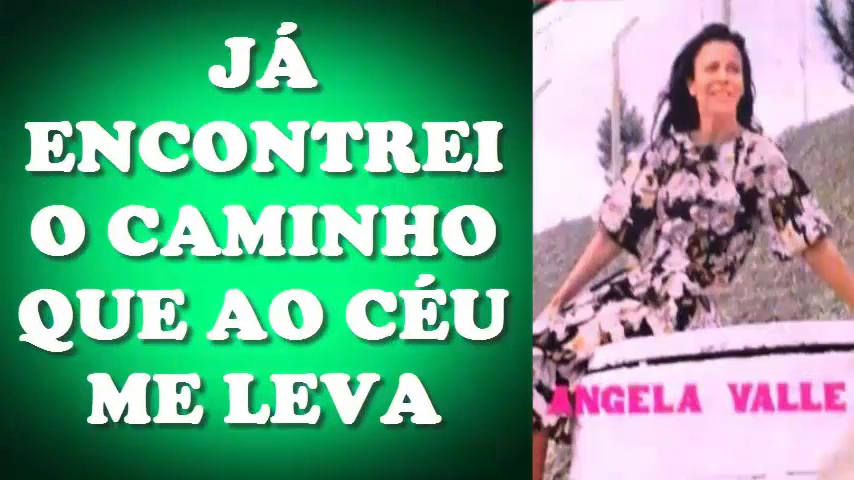 JÁ
ENCONTREI
O CAMINHO
QUE AO CÉU
ME LEVA
ANGELA VALLE